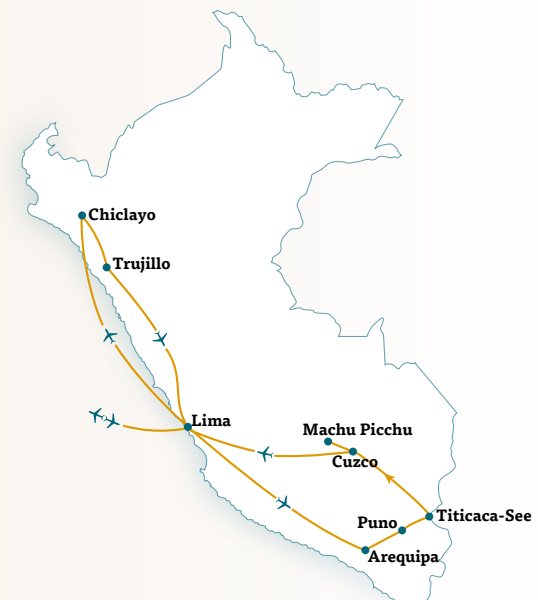 Chiclayo
Trujillo
Lima
Machu Picchu
Cuzco
Puno
Titicaca-See
Arequipa